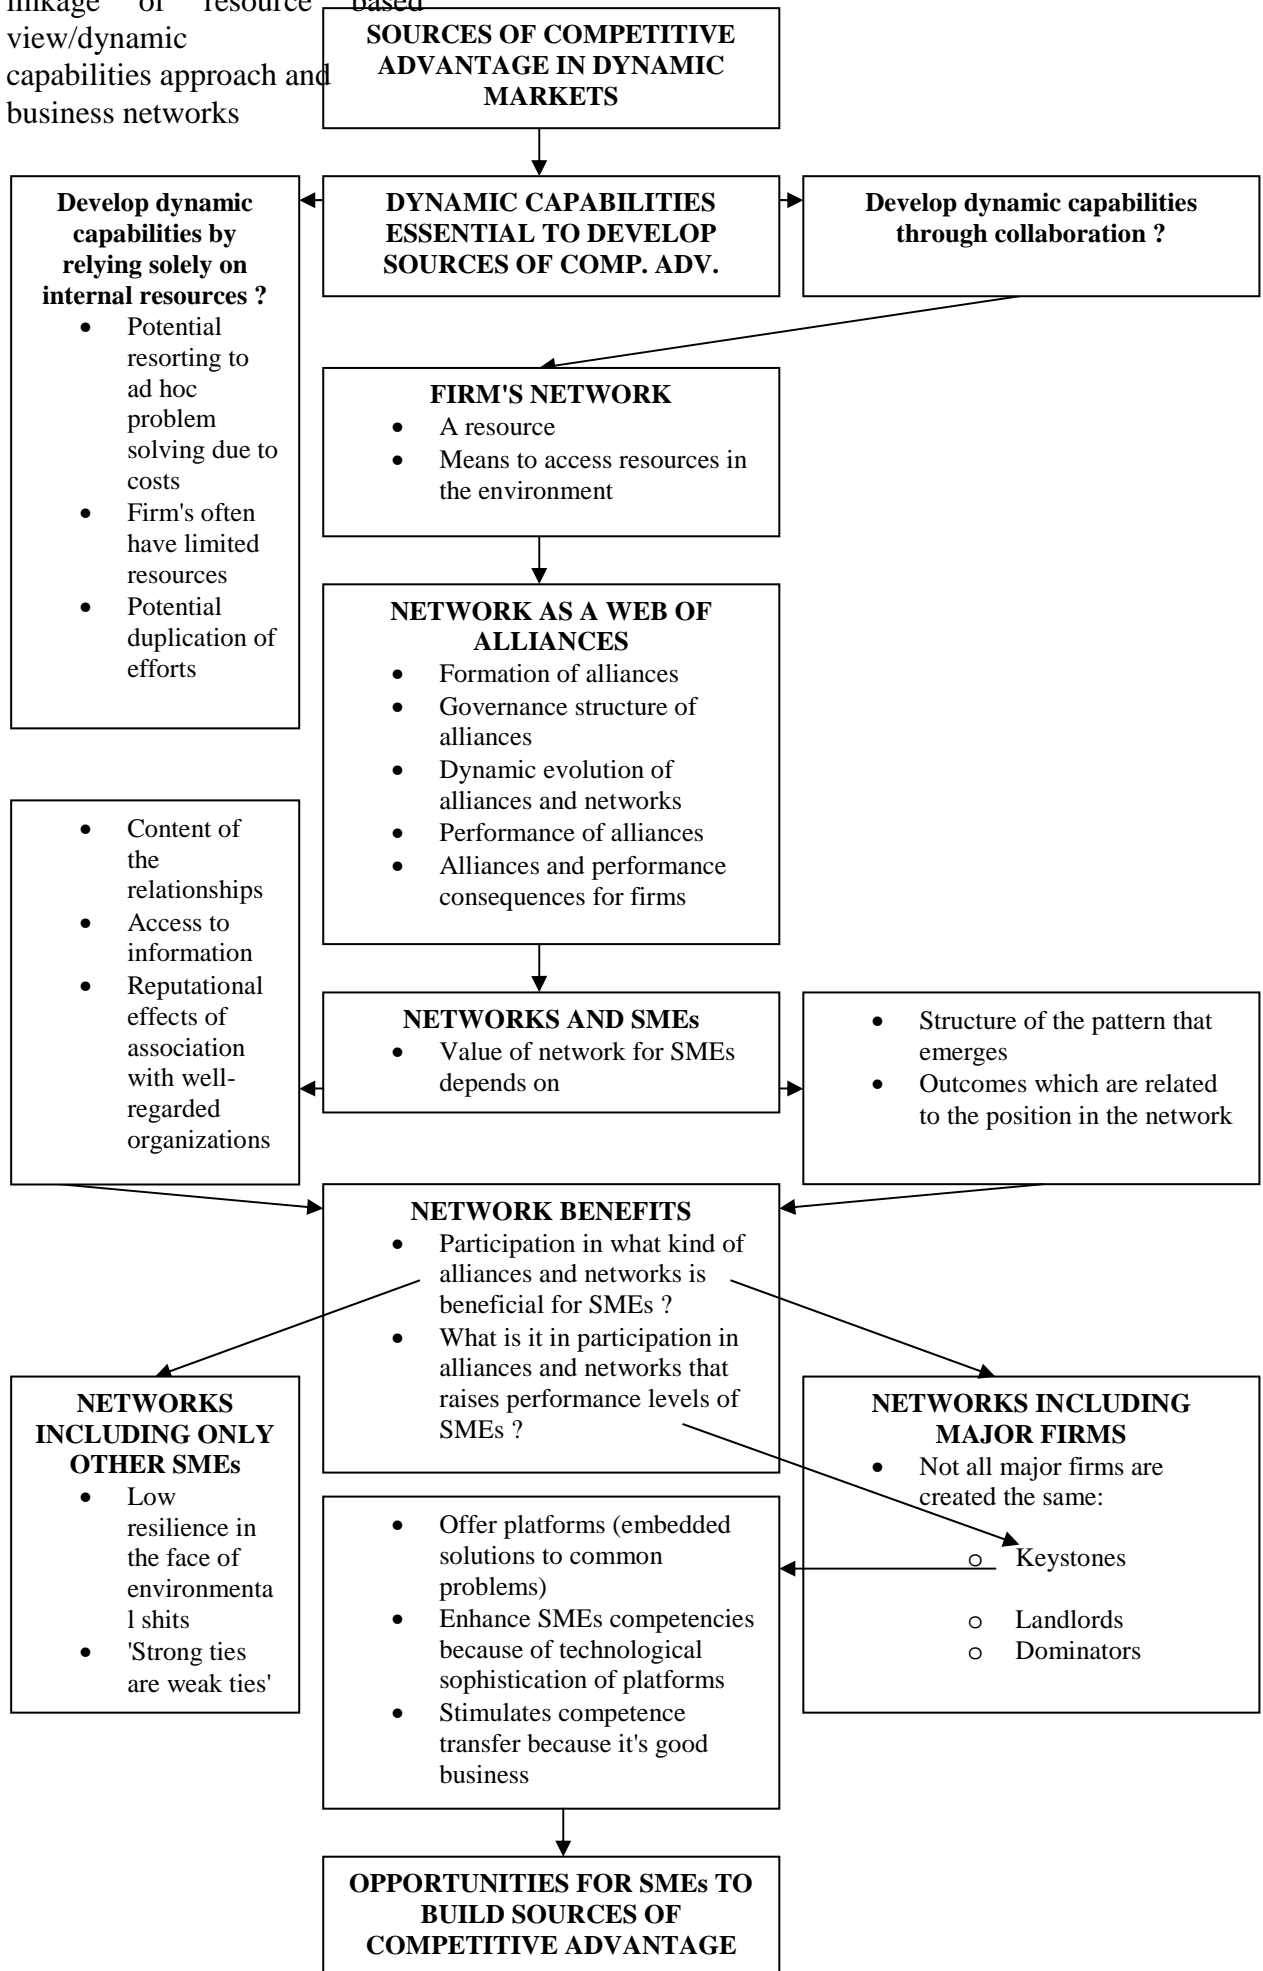 linkage of resource based
view/dynamic
capabilities approach and
business networks
SOURCES OF COMPETITIVE
ADVANTAGE IN DYNAMIC
MARKETS
Develop dynamic
capabilities by
relying solely on
internal resources ?
• Potential
resorting to
ad hoc
problem
solving due to
costs
• Firm's often
have limited
resources
• Potential
duplication of
efforts
DYNAMIC CAPABILITIES
ESSENTIAL TO DEVELOP
SOURCES OF COMP. ADV.
Develop dynamic capabilities
through collaboration ?
FIRM'S NETWORK
• A resource
• Means to access resources in
the environment
NETWORK AS A WEB OF
ALLIANCES
• Formation of alliances
• Governance structure of
alliances
• Dynamic evolution of
alliances and networks
• Performance of alliances
• Alliances and performance
consequences for firms
• Content of
the
relationships
• Access to
information
• Reputational
effects of
association
with well-
regarded
organizations
NETWORKS AND SMEs
• Value of network for SMEs
depends on
• Structure of the pattern that
emerges
• Outcomes which are related
to the position in the network
NETWORK BENEFITS
• Participation in what kind of
alliances and networks is
beneficial for SMEs ?
• What is it in participation in
alliances and networks that
raises performance levels of
SMEs ?
NETWORKS
INCLUDING ONLY
OTHER SMEs
• Low
resilience in
the face of
environmenta
l shits
• 'Strong ties
are weak ties'
NETWORKS INCLUDING
MAJOR FIRMS
• Not all major firms are
created the same:
o Keystones
o Landlords
o Dominators
• Offer platforms (embedded
solutions to common
problems)
• Enhance SMEs competencies
because of technological
sophistication of platforms
• Stimulates competence
transfer because it's good
business
OPPORTUNITIES FOR SMEs TO
BUILD SOURCES OF
COMPETITIVE ADVANTAGE